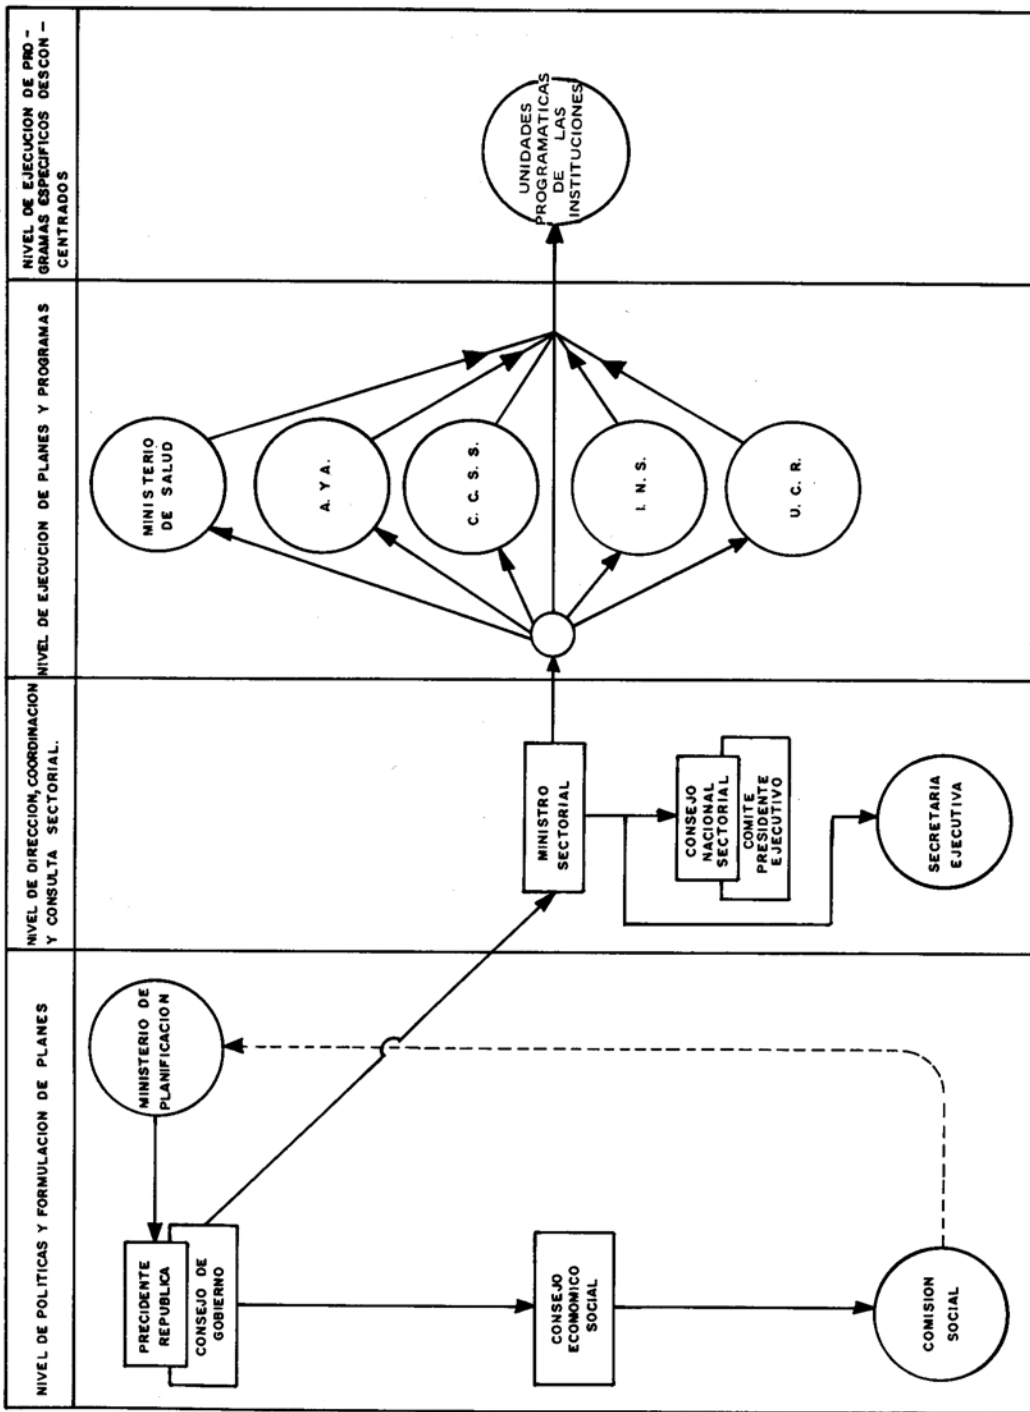 NIVEL DE POLITICAS Y FORMULACION DE PLANES
MINISTERIO DE
PLANIFICACION
PRECIDENTE
REPUBLICA
CONSEJO DE
GOBIERNO
CONSEJO
ECONOMICO
SOCIAL
COMISION
SOCIAL
NIVEL DE DIRECCION, COORDINACION
Y CONSULTA SECTORIAL.
MINISTRO
SECTORIAL
CONSEJO
NACIONAL
SECTORIAL
COMITE
PRESIDENTE
EJECUTIVO
SECRETARIA
EJECUTIVA
NIVEL DE EJECUCION DE PLANES Y PROGRAMAS
MINISTERIO
DE SALUD
A. Y A.
C. C. S. S.
I. N. S.
U. C. R.
NIVEL DE EJECUCION DE PRO-
GRAMAS ESPECIFICOS DESCON-
CENTRADOS
UNIDADES
PROGRAMATICAS
DE LAS
INSTITUCIONES